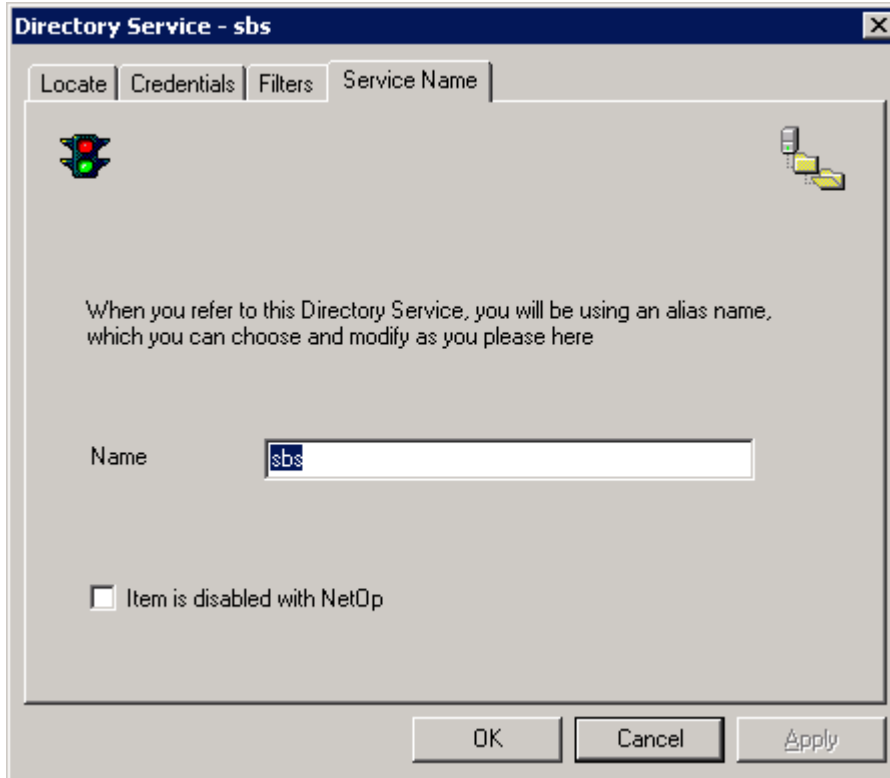 Directory Service - sbs
Locate Credentials Filters Service Name
When you refer to this Directory Service, you will be using an alias name,
which you can choose and modify as you please here
Name sbs
Item is disabled with NetOp
OK Cancel Apply